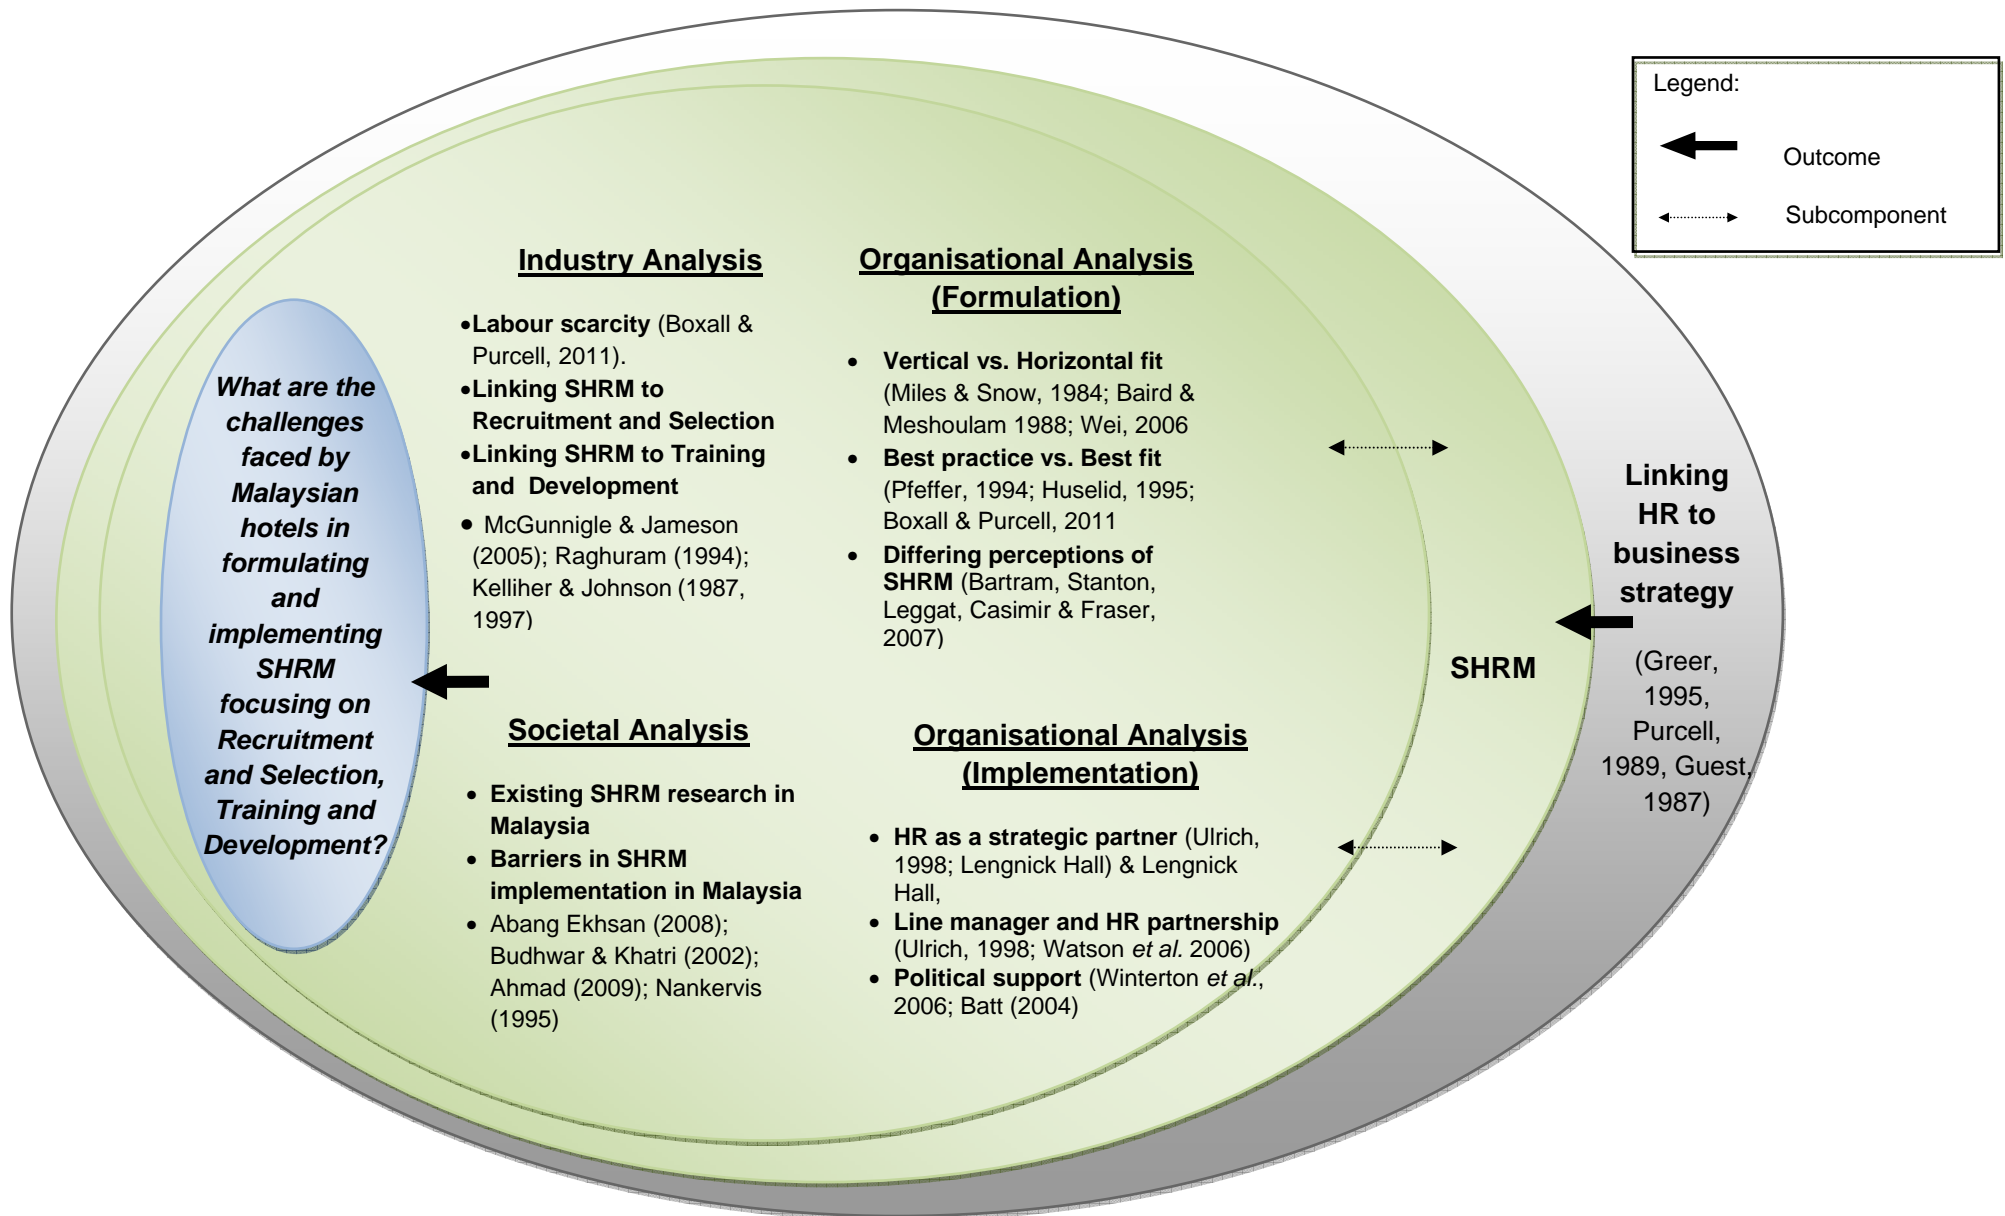 Legend:
Outcome
Subcomponent
Industry Analysis
•Labour scarcity (Boxall &
Purcell, 2011).
•Linking SHRM to
Recruitment and Selection
•Linking SHRM to Training
and Development
• McGunnigle & Jameson
(2005); Raghuram (1994);
Kelliher & Johnson (1987,
1997)
Organisational Analysis
(Formulation)
• Vertical vs. Horizontal fit
(Miles & Snow, 1984; Baird &
Meshoulam 1988; Wei, 2006
• Best practice vs. Best fit
(Pfeffer, 1994; Huselid, 1995;
Boxall & Purcell, 2011
• Differing perceptions of
SHRM (Bartram, Stanton,
Leggat, Casimir & Fraser,
2007)
What are the
challenges
faced by
Malaysian
hotels in
formulating
and
implementing
SHRM
focusing on
Recruitment
and Selection,
Training and
Development?
Societal Analysis
• Existing SHRM research in
Malaysia
• Barriers in SHRM
implementation in Malaysia
• Abang Ekhsan (2008);
Budhwar & Khatri (2002);
Ahmad (2009); Nankervis
(1995)
Organisational Analysis
(Implementation)
• HR as a strategic partner (Ulrich,
1998; Lengnick Hall) & Lengnick
Hall,
• Line manager and HR partnership
(Ulrich, 1998; Watson et al. 2006)
• Political support (Winterton et al.,
2006; Batt (2004)
SHRM
Linking
HR to
business
strategy
(Greer,
1995,
Purcell,
1989, Guest,
1987)